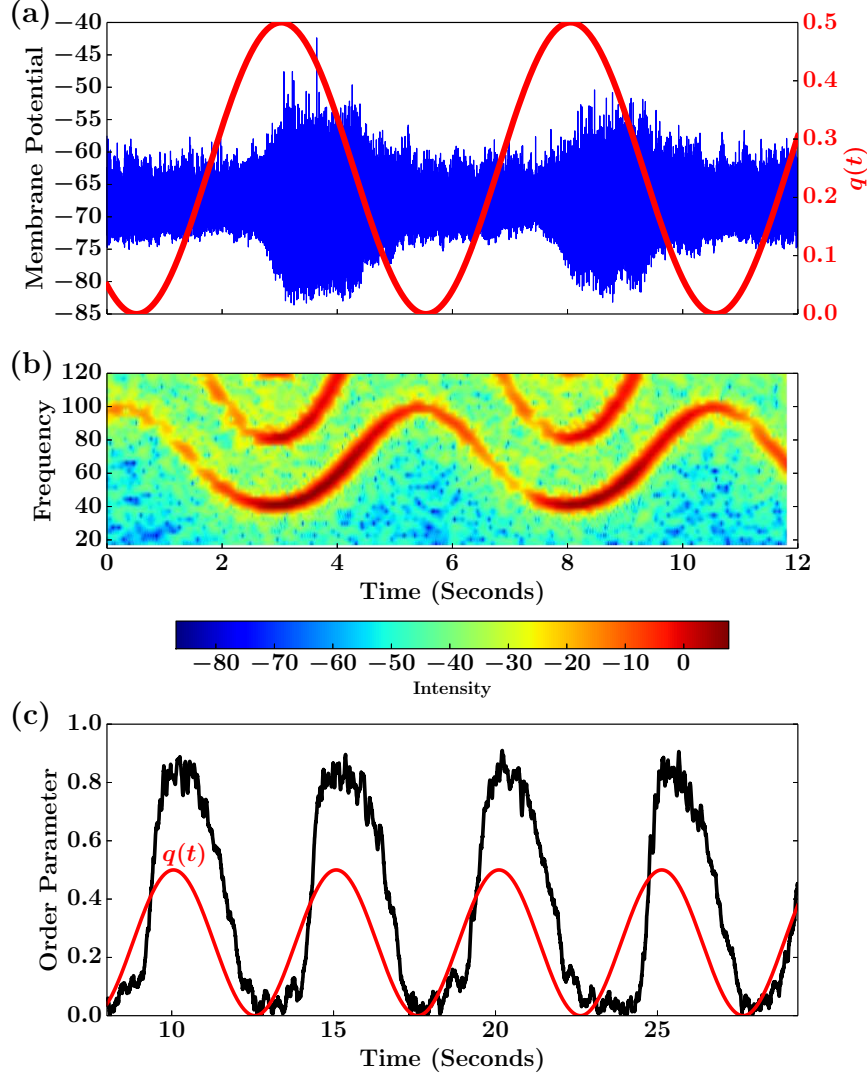 (a)
−40
−45
−50
−55
−60
−65
−70
−75
−80
−85
Membrane Potential
0.5
0.4
0.3
0.2
0.1
0.0
q(t)
(b)
120
100
80
60
40
20
Frequency
0 2 4 6 8 10 12
Time (Seconds)
−80 −70 −60 −50 −40 −30 −20 −10 0
Intensity
(c)
1.0
0.8
0.6
0.4
0.2
0.0
Order Parameter
q(t)
10 15 20 25
Time (Seconds)